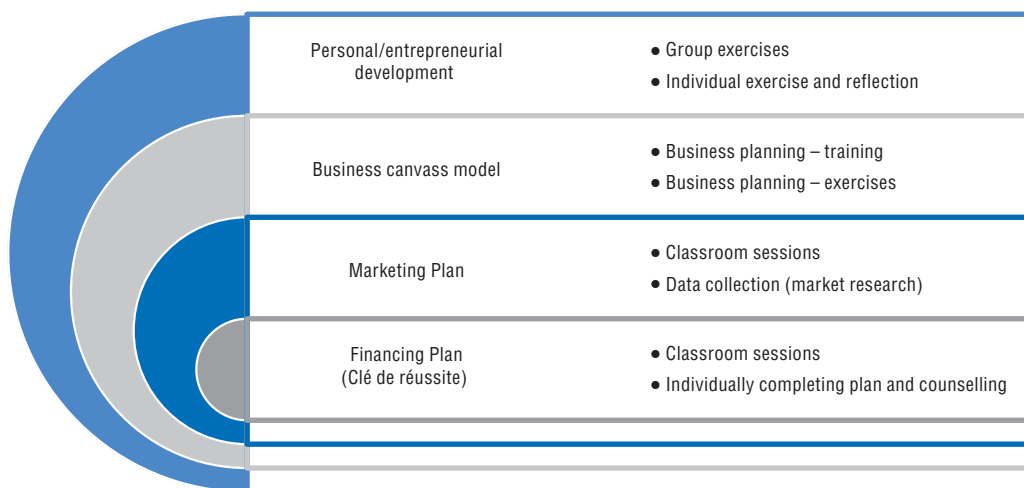 Personal/entrepreneurial
development
● Group exercises
● Individual exercise and reflection
Business canvass model
● Business planning – training
● Business planning – exercises
Marketing Plan
● Classroom sessions
● Data collection (market research)
Financing Plan
(Clé de réussite)
● Classroom sessions
● Individually completing plan and counselling